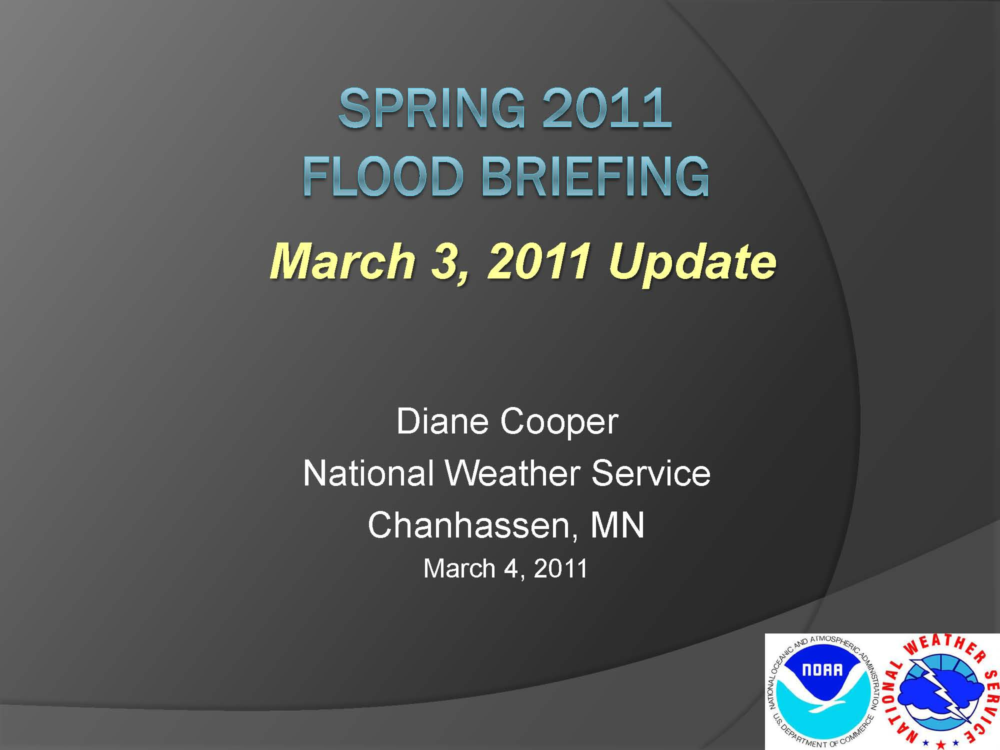 SPRING 2011
FLOOD BRIEFING
March 3, 2011 Update
Diane Cooper
National Weather Service
Chanhassen, MN
March 4, 2011
NATIONAL OCEANIC AND ATMOSPHERIC ADMINISTRATION
NOAA
U.S. DEPARTMENT OF COMMERCE
NATIONAL WEATHER SERVICE